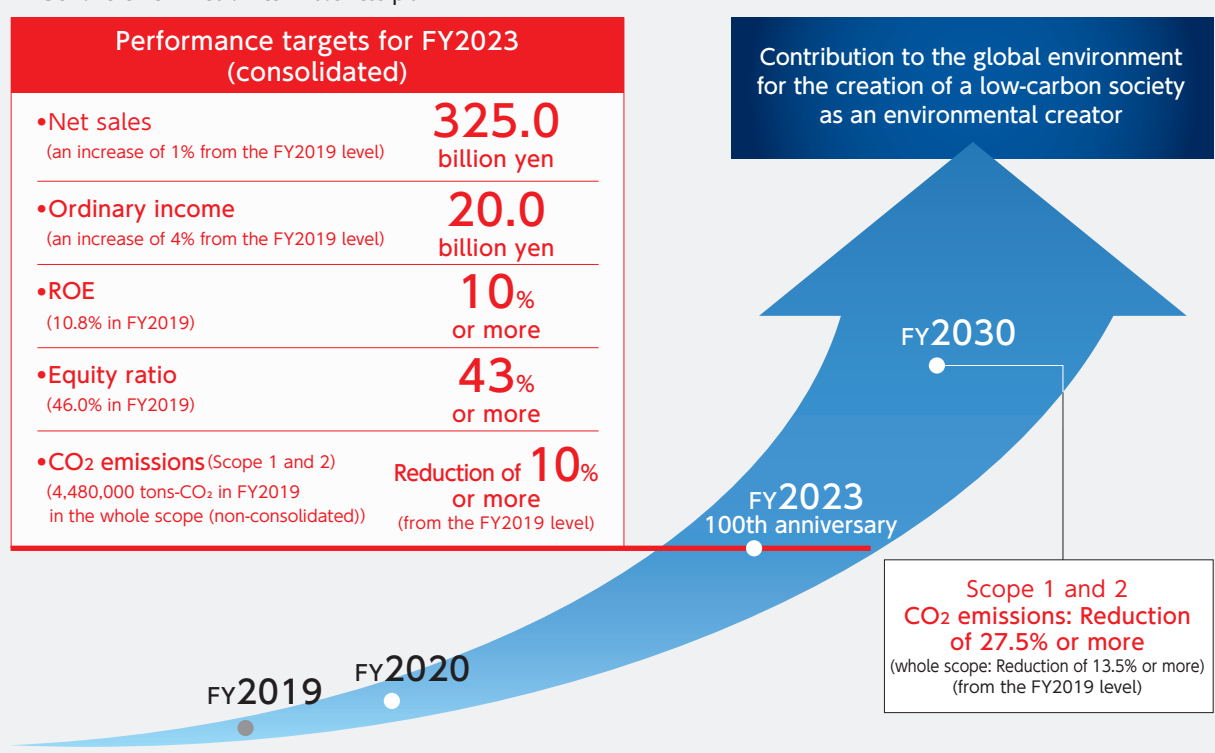 Performance targets for FY2023
(consolidated)
•Net sales
(an increase of 1% from the FY2019 level)
325.0
billion yen
•Ordinary income
(an increase of 4% from the FY2019 level)
20.0
billion yen
•ROE
(10.8% in FY2019)
10%
or more
•Equity ratio
(46.0% in FY2019)
43%
or more
•CO₂ emissions (Scope 1 and 2)
(4,480,000 tons-CO₂ in FY2019
in the whole scope (non-consolidated))
Reduction of 10%
or more
(from the FY2019 level)
Contribution to the global environment
for the creation of a low-carbon society
as an environmental creator
FY2030
FY2023
100th anniversary
Scope 1 and 2
CO₂ emissions: Reduction
of 27.5% or more
(whole scope: Reduction of 13.5% or more)
(from the FY2019 level)
FY2020
FY2019